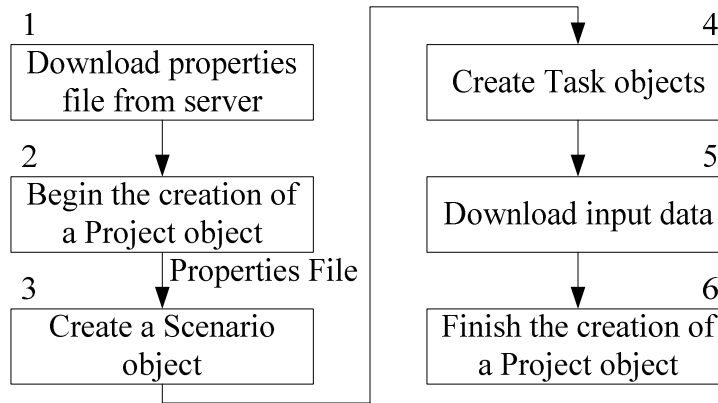 1
Download properties
file from server
2
Begin the creation of
a Project object
Properties File
3
Create a Scenario
object
4
Create Task objects
5
Download input data
6
Finish the creation of
a Project object